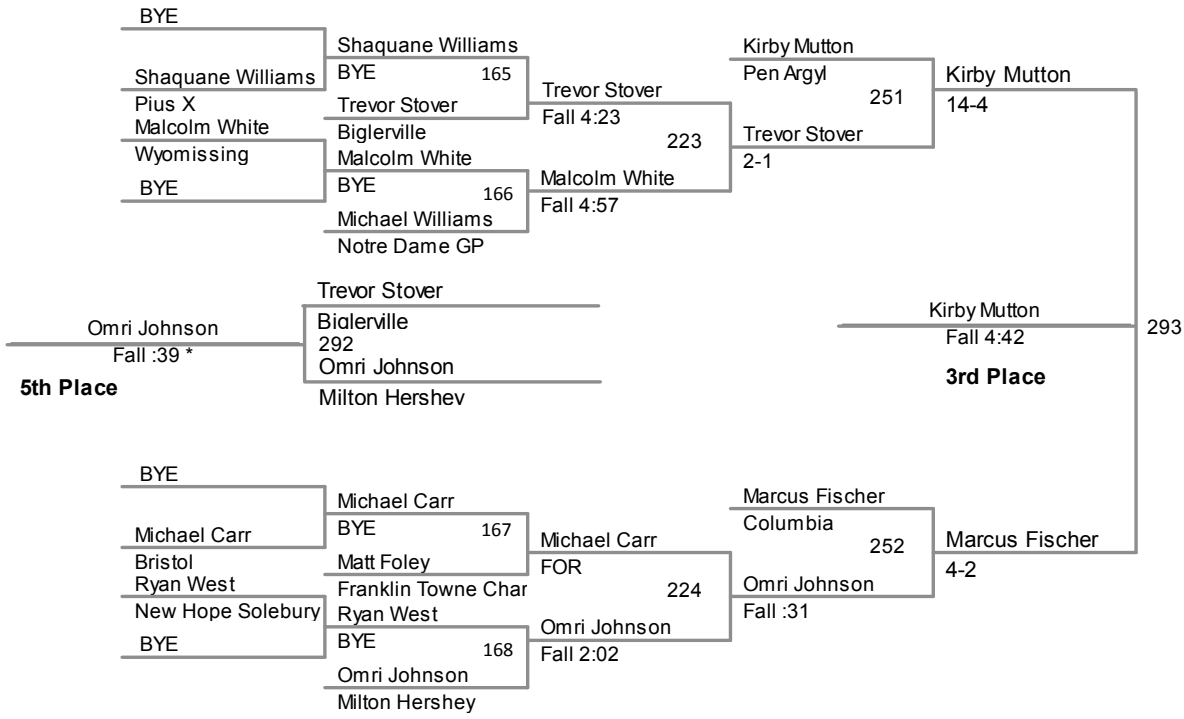 BYE
Shaquane Williams
Pius X
Malcolm White
Wyomissing
BYE
Shaquane Williams
BYE
165
Trevor Stover
Biglerville
Malcolm White
BYE
166
Michael Williams
Notre Dame GP
Trevor Stover
Fall 4:23
223
Malcolm White
Fall 4:57
Kirby Mutton
Pen Argyl
251
Trevor Stover
2-1
Kirby Mutton
14-4
Trevor Stover
Biglerville
292
Omri Johnson
Milton Hershey
Omri Johnson
Fall :39 *
5th Place
Kirby Mutton
Fall 4:42
3rd Place
293
BYE
Michael Carr
Bristol
Ryan West
New Hope Solebury
BYE
Michael Carr
BYE
167
Matt Foley
Franklin Towne Char
Ryan West
BYE
168
Omri Johnson
Milton Hershey
Michael Carr
FOR
224
Omri Johnson
Fall 2:02
Marcus Fischer
Columbia
252
Omri Johnson
Fall :31
Marcus Fischer
4-2